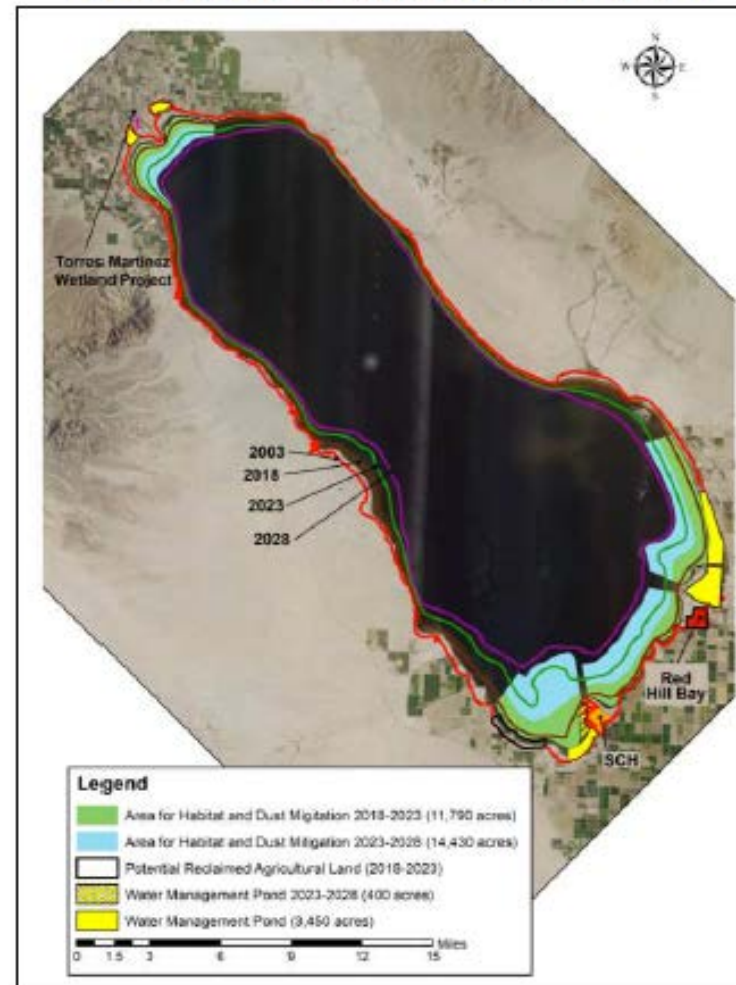 N
W E
S
Torres Martinez
Wetland Project
2003
2018
2023
2028
Red
Hill Bay
SCH
Legend
Area for Habitat and Dust Migitation 2018-2023 (11,790 acres)
Area for Habitat and Dust Mitigation 2023-2028 (14,430 acres)
Potential Reclaimed Agricultural Land (2018-2023)
Water Management Pond 2023-2028 (400 acres)
Water Management Pond (3,450 acres)
Miles
0 1.5 3 6 9 12 15